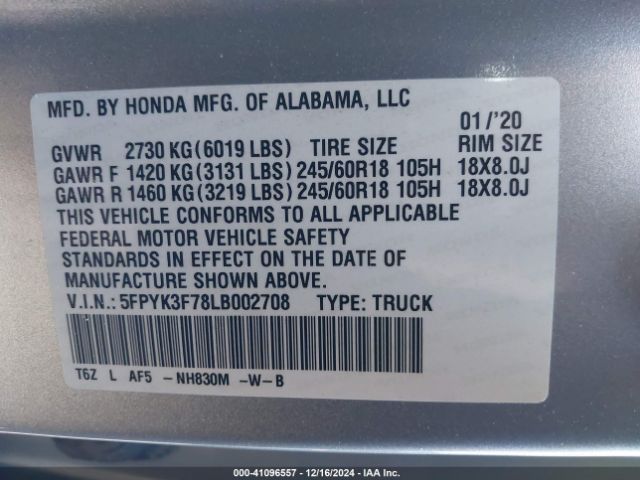 MFD. BY HONDA MFG. OF ALABAMA, LLC
01/'20
GVWR 2730 KG(6019 LBS) TIRE SIZE RIM SIZE
GAWR F 1420 KG(3131 LBS) 245/60R18 105H 18X8.0J
GAWR R 1460 KG(3219 LBS) 245/60R18 105H 18X8.0J
THIS VEHICLE CONFORMS TO ALL APPLICABLE
FEDERAL MOTOR VEHICLE SAFETY
STANDARDS IN EFFECT ON THE DATE OF
MANUFACTURE SHOWN ABOVE.
V.I.N.: 5FPYK3F78LB002708 TYPE: TRUCK
T6Z L AF5 -NH830M -W-B
000-41096557 - 12/16/2024 - IAA Inc.